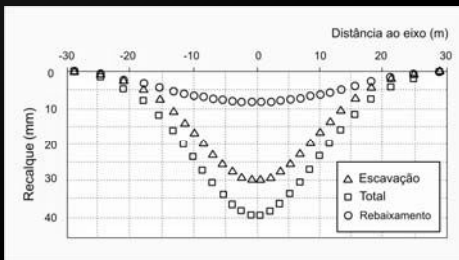 Distância ao eixo (m)
-30 -20 -10 0 10 20 30
0
10
20
30
40
Recalque (mm)
Escavação
Total
Rebaixamento